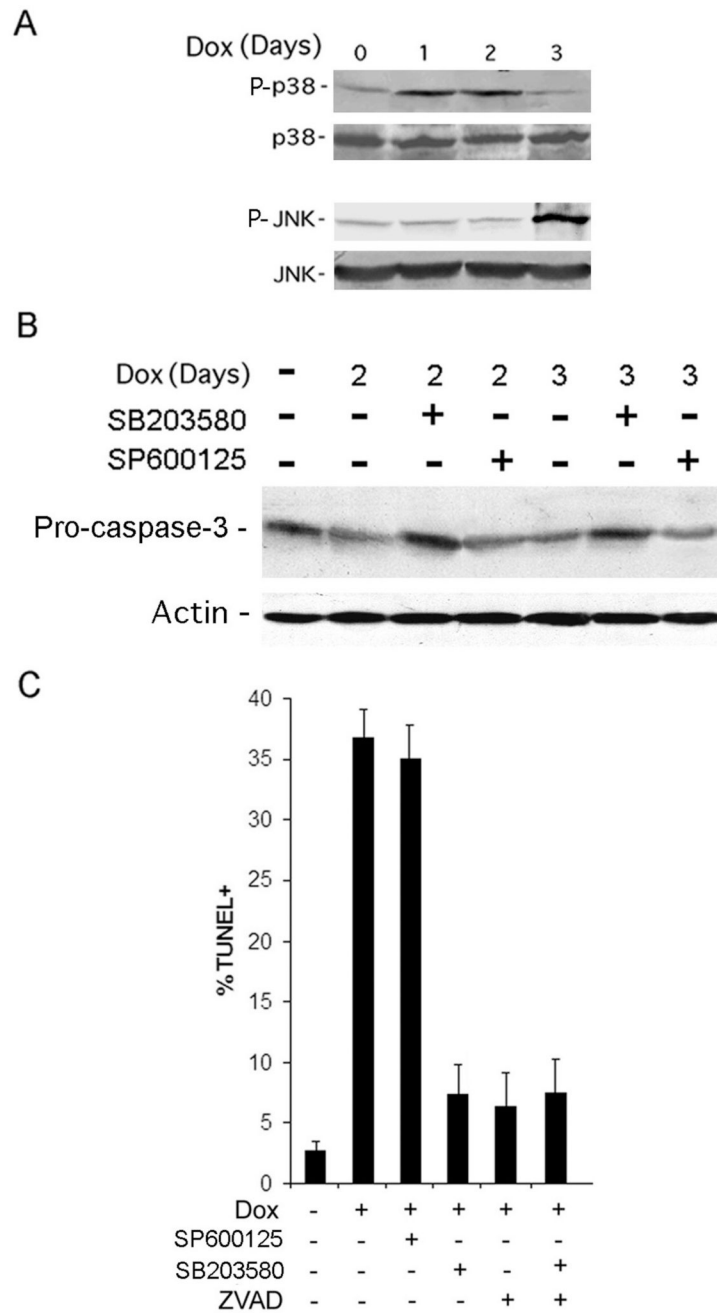 A
Dox (Days) 0 1 2 3
P-p38 -
p38-
P- JNK-
JNK-
B
Dox (Days) - 2 2 2 3 3 3
SB203580 - - + - - + -
SP600125 - - - + - - +
Pro-caspase-3 -
Actin -
C
40
35
30
25
20
15
10
5
0
% TUNEL+
Dox - + + + + +
SP600125 - - + - - -
SB203580 - - - + - +
ZVAD - - - - + +